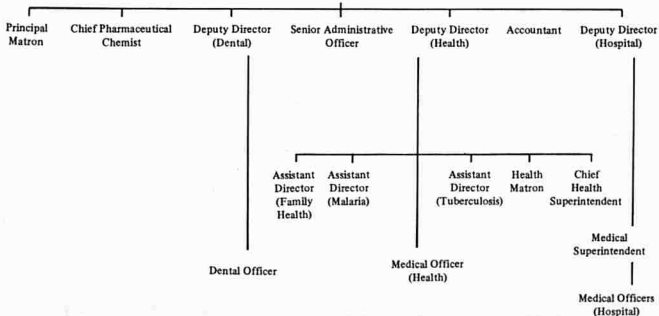 Principal
Matron
Chief Pharmaceutical
Chemist
Deputy Director
(Dental)
Senior Administrative
Officer
Deputy Director
(Health)
Accountant
Deputy Director
(Hospital)
Assistant
Director
(Family
Health)
Assistant
Director
(Malaria)
Assistant
Director
(Tuberculosis)
Health
Matron
Chief
Health
Superintendent
Dental Officer
Medical Officer
(Health)
Medical
Superintendent
Medical Officers
(Hospital)